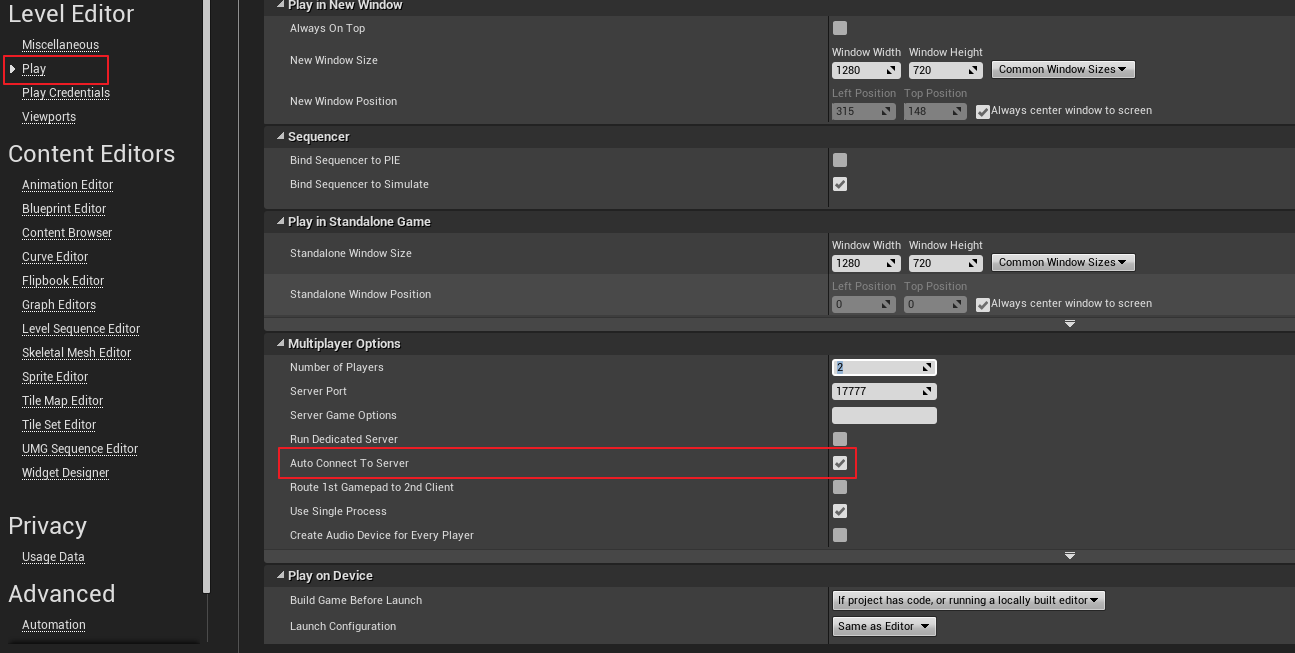 Level Editor
Miscellaneous
Play
Play Credentials
Viewports
Content Editors
Animation Editor
Blueprint Editor
Content Browser
Curve Editor
Flipbook Editor
Graph Editors
Level Sequence Editor
Skeletal Mesh Editor
Sprite Editor
Tile Map Editor
Tile Set Editor
UMG Sequence Editor
Widget Designer
Privacy
Usage Data
Advanced
Automation
Play in New Window
Always On Top
New Window Size
Window Width Window Height
1280 720 Common Window Sizes
New Window Position
Left Position Top Position
315 148 Always center window to screen
Sequencer
Bind Sequencer to PIE
Bind Sequencer to Simulate
Play in Standalone Game
Standalone Window Size
Window Width Window Height
1280 720 Common Window Sizes
Standalone Window Position
Left Position Top Position
0 0 Always center window to screen
Multiplayer Options
Number of Players 2
Server Port 17777
Server Game Options
Run Dedicated Server
Auto Connect To Server
Route 1st Gamepad to 2nd Client
Use Single Process
Create Audio Device for Every Player
Play on Device
Build Game Before Launch If project has code, or running a locally built editor
Launch Configuration Same as Editor